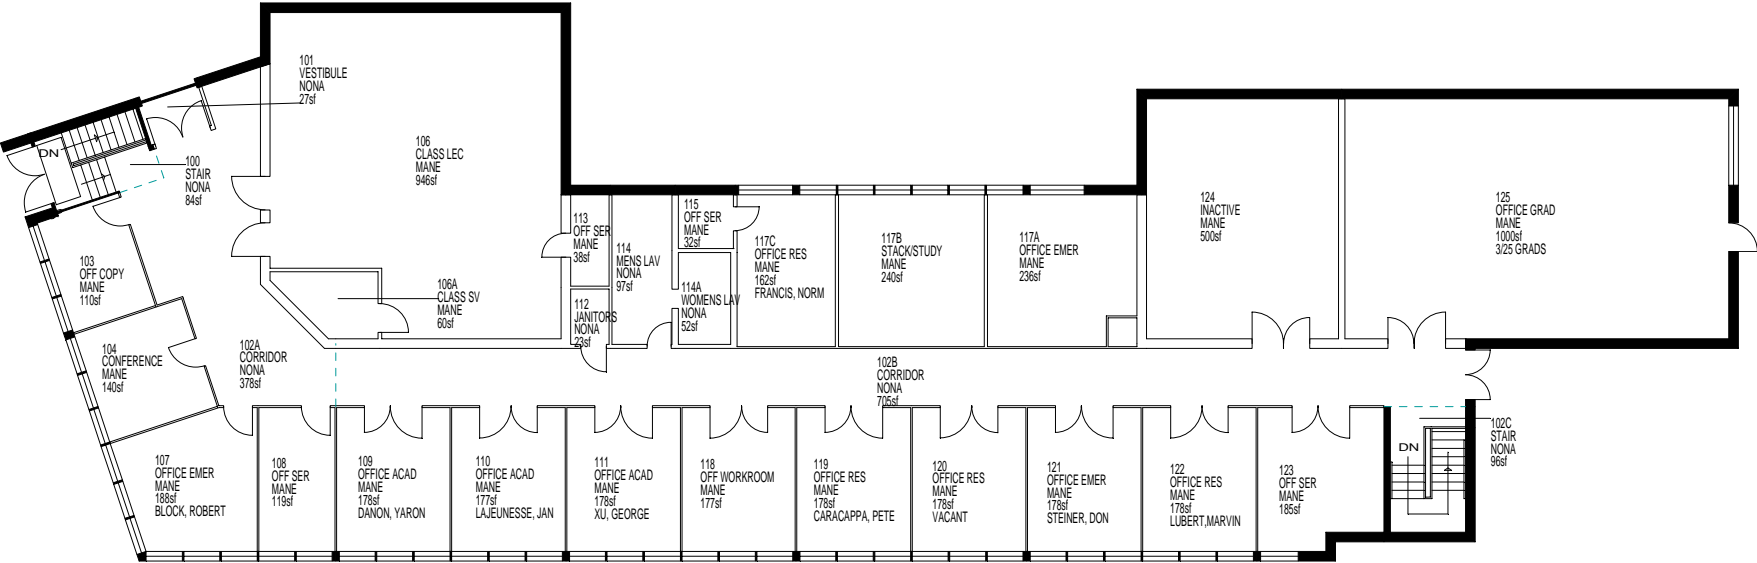 101
VESTIBULE
NONA
27sf
DN
100
STAIR
NONA
84sf
106
CLASS LEC
MANE
946sf
103
OFF COPY
MANE
110sf
104
CONFERENCE
MANE
140sf
102A
CORRIDOR
NONA
378sf
106A
CLASS SV
MANE
60sf
113
OFF SER
MANE
38sf
112
JANITORS
NONA
23sf
114
MENS LAV
NONA
97sf
115
OFF SER
MANE
32sf
114A
WOMENS LAV
NONA
52sf
117C
OFFICE RES
MANE
162sf
FRANCIS, NORM
117B
STACK/STUDY
MANE
240sf
117A
OFFICE EMER
MANE
236sf
124
INACTIVE
MANE
500sf
125
OFFICE GRAD
MANE
1000sf
3/25 GRADS
102B
CORRIDOR
NONA
705sf
107
OFFICE EMER
MANE
188sf
BLOCK, ROBERT
108
OFF SER
MANE
119sf
109
OFFICE ACAD
MANE
178sf
DANON, YARON
110
OFFICE ACAD
MANE
177sf
LAJEUNESSE, JAN
111
OFFICE ACAD
MANE
178sf
XU, GEORGE
118
OFF WORKROOM
MANE
177sf
119
OFFICE RES
MANE
178sf
CARACAPPA, PETE
120
OFFICE RES
MANE
178sf
VACANT
121
OFFICE EMER
MANE
178sf
STEINER, DON
122
OFFICE RES
MANE
178sf
LUBERT,MARVIN
123
OFF SER
MANE
185sf
DN
102C
STAIR
NONA
96sf